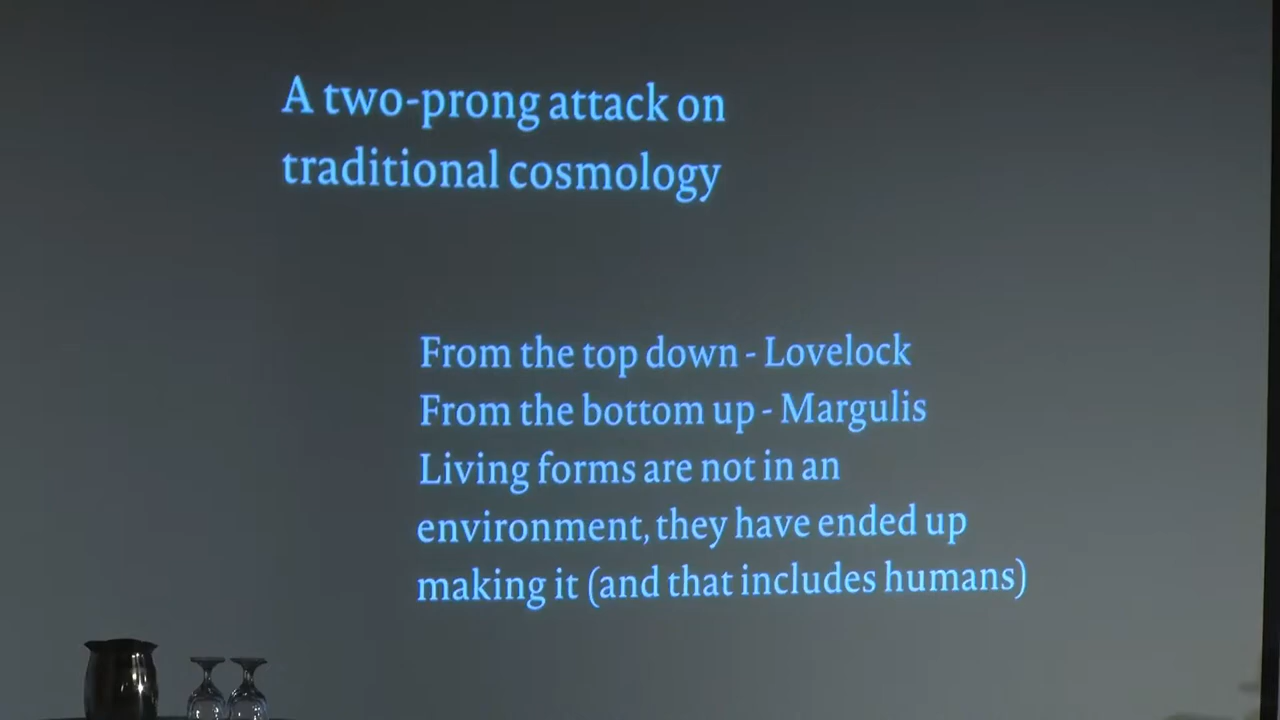 A two-prong attack on
traditional cosmology
From the top down - Lovelock
From the bottom up - Margulis
Living forms are not in an
environment, they have ended up
making it (and that includes humans)